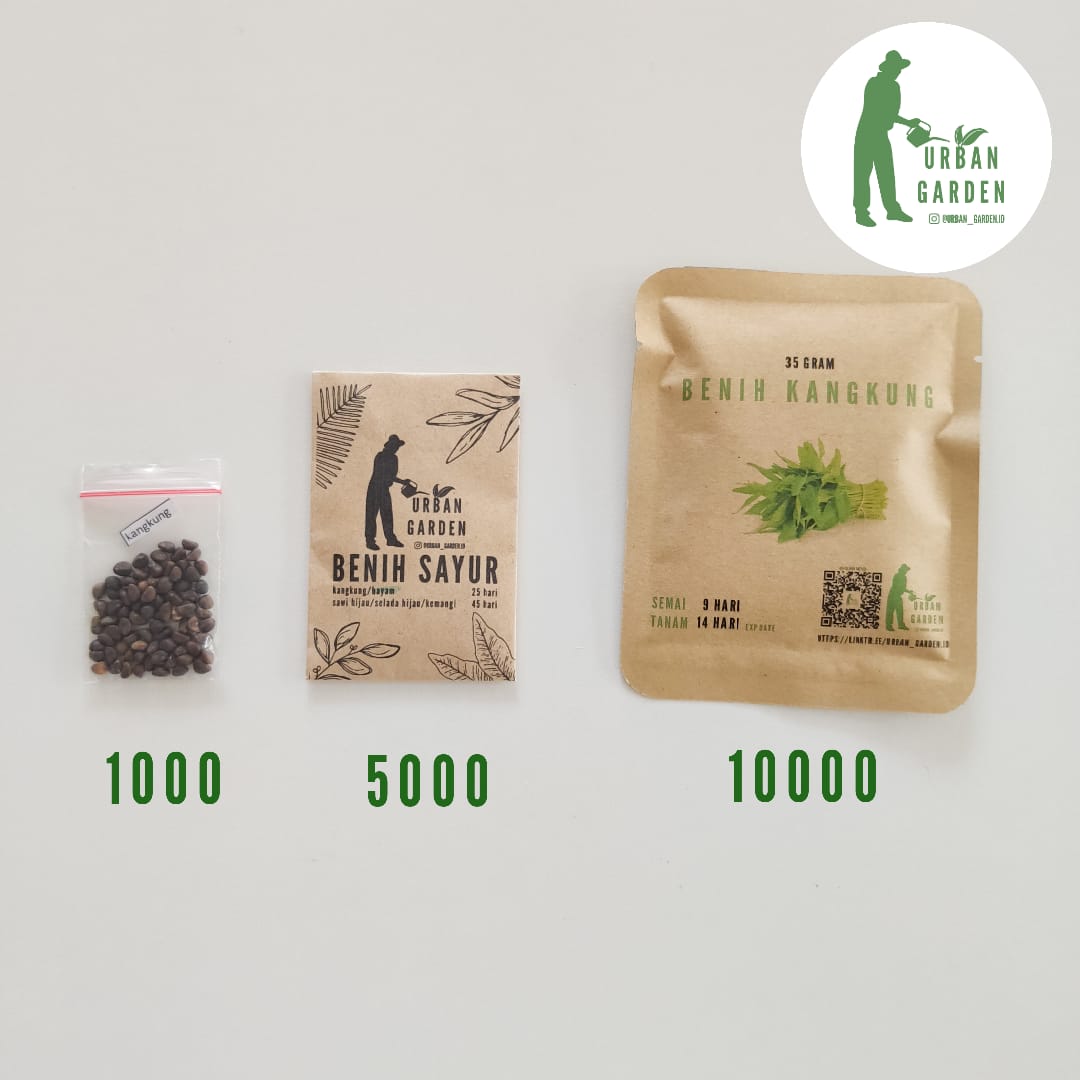 URBAN
GARDEN
@URBAN_GARDEN.ID
35 GRAM
BENIH KANGKUNG
kangkung
URBAN
GARDEN
@URBAN_GARDEN.ID
BENIH SAYUR
kangkung/bayam 25 hari
sawi hijau/selada hijau/kemangi 45 hari
SEMAI 9 HARI
TANAM 14 HARI EXP DATE
URBAN
GARDEN
HTTPS://LINKTR.EE/URBAN_GARDEN.ID
1000
5000
10000